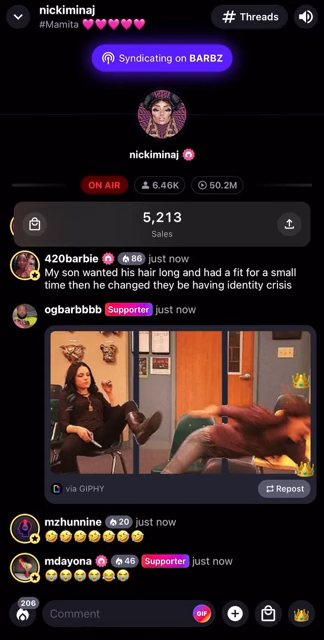 nickiminaj
#Mamita 💗💗💗💗💗
Threads
Syndicating on BARBZ
nickiminaj
ON AIR
6.46K
50.2M
5,213
Sales
420barbie 86 just now
My son wanted his hair long and had a fit for a small
time then he changed they be having identity crisis
ogbarbbbb Supporter just now
via GIPHY
Repost
mzhunnine 20 just now
🤣🤣🤣🤣🤣🤣🤣
mdayona 46 Supporter just now
😭😭😭😭😂😭
206
Comment
GIF